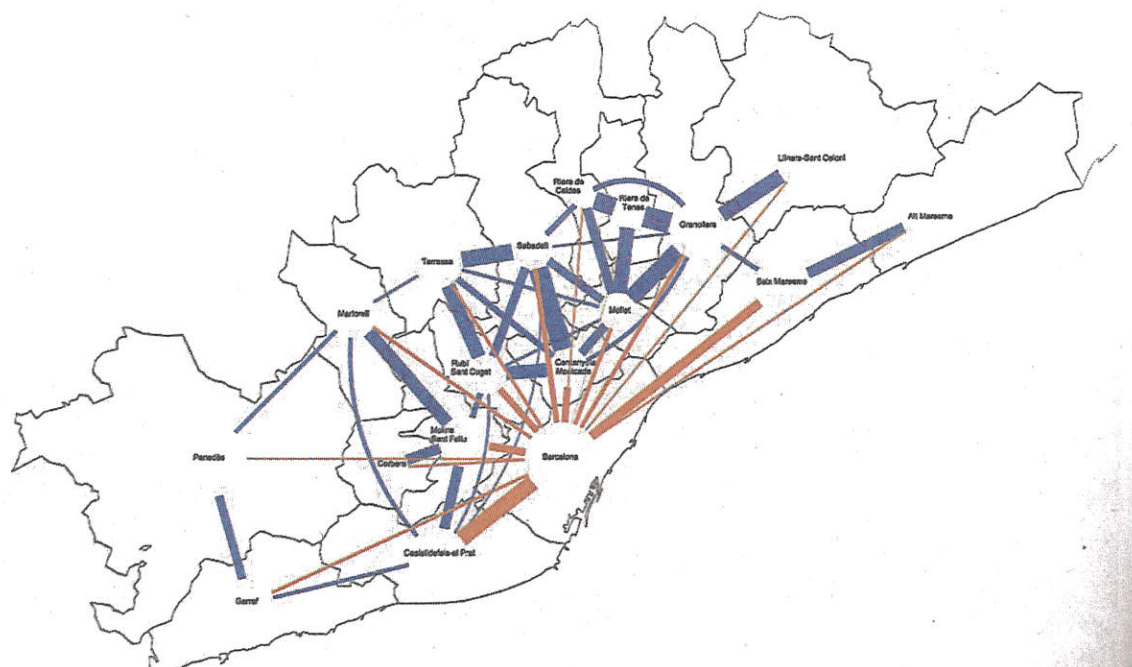 Llinars-Sant Celoni
Riera de
Caldes
Riera de
Tenes
Alt Maresme
Granollers
Sabadell
Terrassa
Baix Maresme
Martorell
Mollet
Rubí
Sant Cugat
Cerdanyola
Montcada
Molins
Sant Feliu
Corbera
Penedès
Barcelona
Castelldefels-el Prat
Garraf